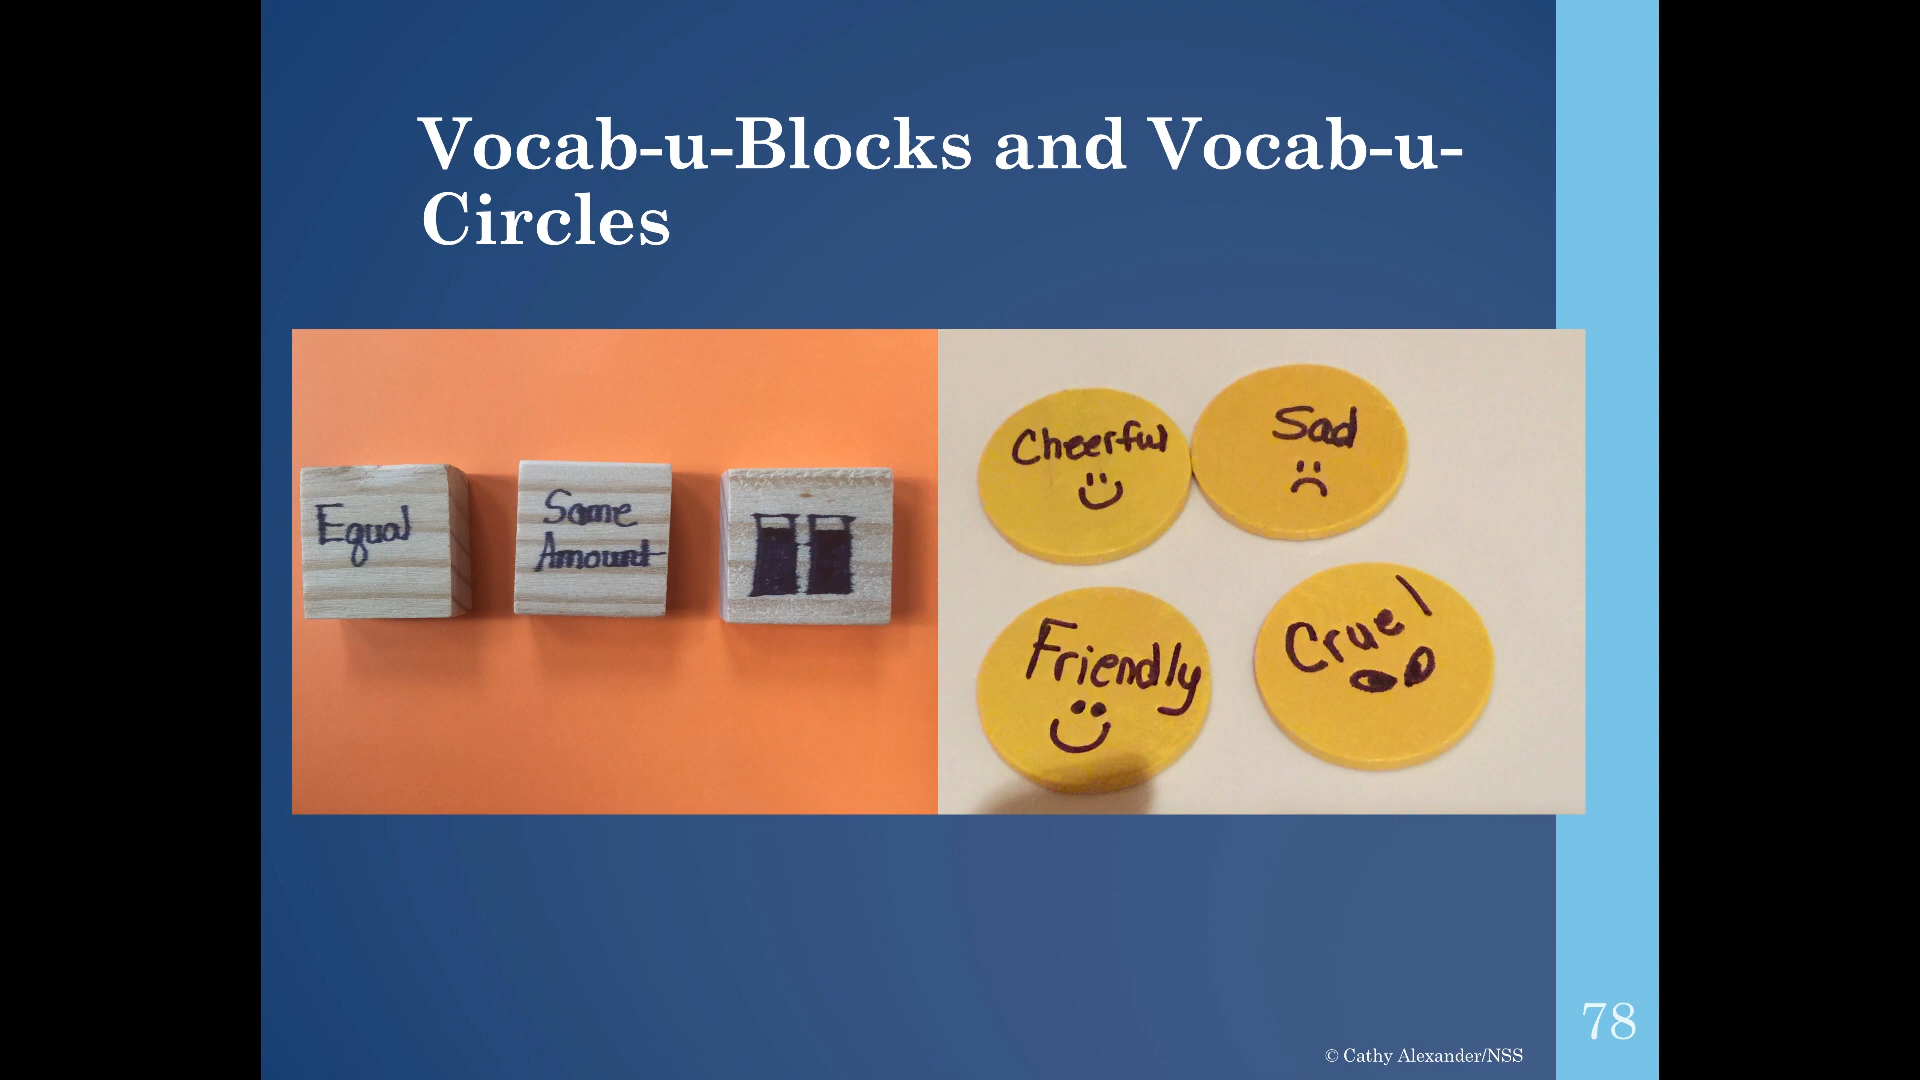 Vocab-u-Blocks and Vocab-u-
Circles
Equal
Same
Amount
Cheerful
Sad
Friendly
Cruel
78
© Cathy Alexander/NSS